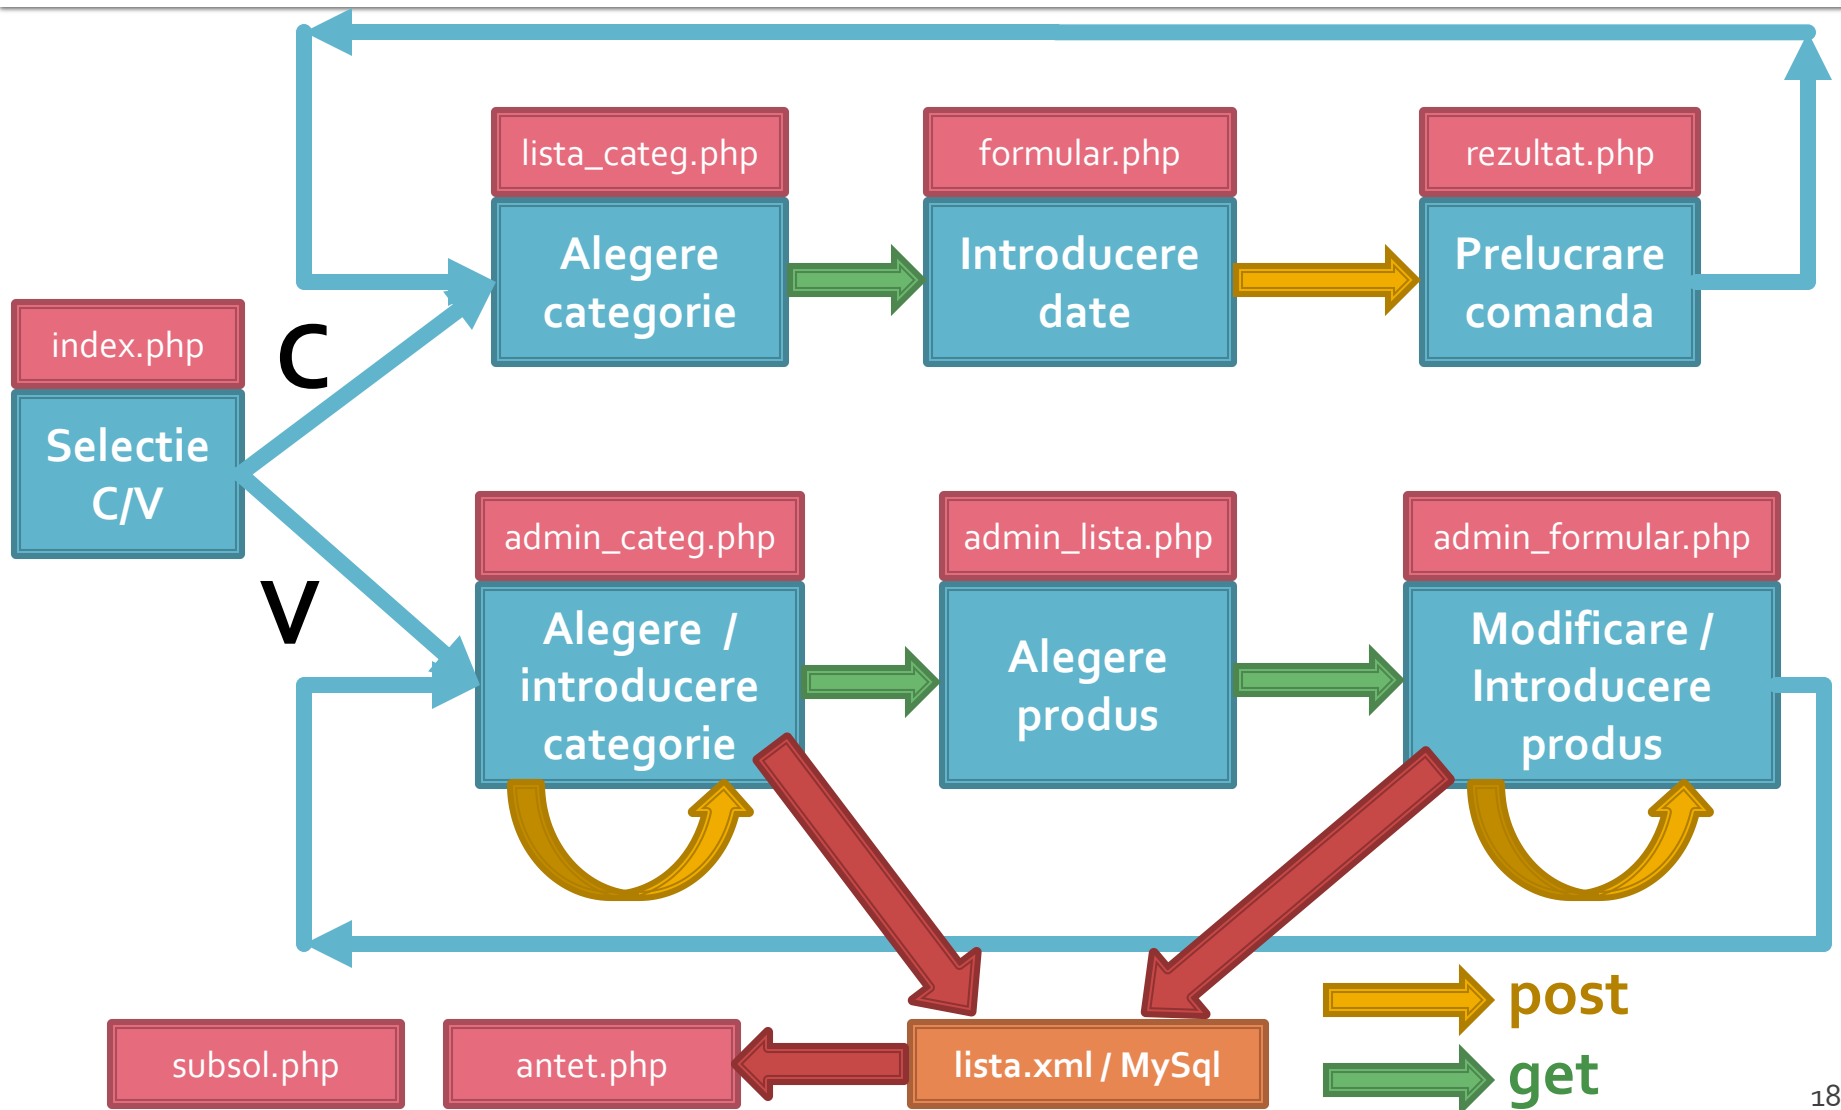 lista_categ.php
Alegere
categorie
formular.php
Introducere
date
rezultat.php
Prelucrare
comanda
index.php
Selectie
C/V
C
V
admin_categ.php
Alegere /
introducere
categorie
admin_lista.php
Alegere
produs
admin_formular.php
Modificare /
Introducere
produs
post
get
subsol.php
antet.php
lista.xml / MySql
18